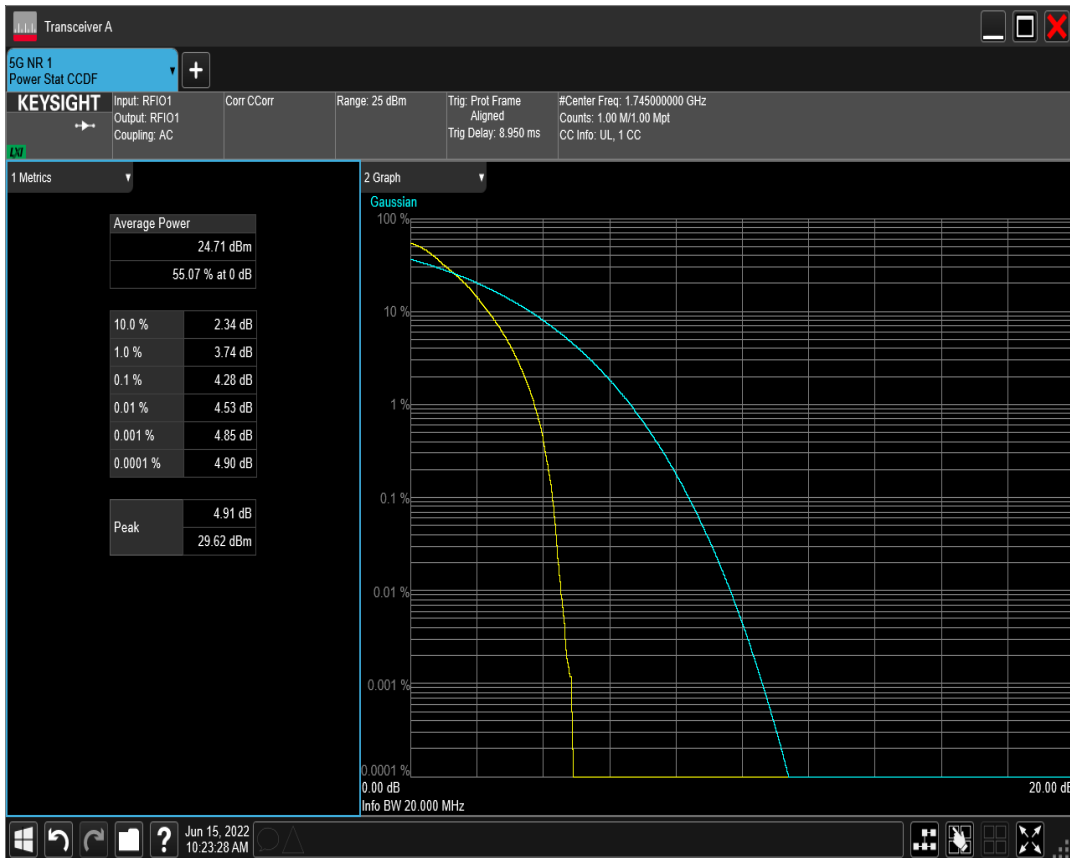 Transceiver A
5G NR 1
Power Stat CCDF
+
KEYSIGHT
LXI
Input: RFIO1
Output: RFIO1
Coupling: AC
Corr CCorr
Range: 25 dBm
Trig: Prot Frame
Aligned
Trig Delay: 8.950 ms
#Center Freq: 1.745000000 GHz
Counts: 1.00 M/1.00 Mpt
CC Info: UL, 1 CC
1 Metrics
Average Power
24.71 dBm
55.07 % at 0 dB
10.0 % 2.34 dB
1.0 % 3.74 dB
0.1 % 4.28 dB
0.01 % 4.53 dB
0.001 % 4.85 dB
0.0001 % 4.90 dB
Peak
4.91 dB
29.62 dBm
2 Graph
Gaussian
100 %
10 %
1 %
0.1 %
0.01 %
0.001 %
0.0001 %
0.00 dB
20.00 dB
Info BW 20.000 MHz
?
Jun 15, 2022
10:23:28 AM